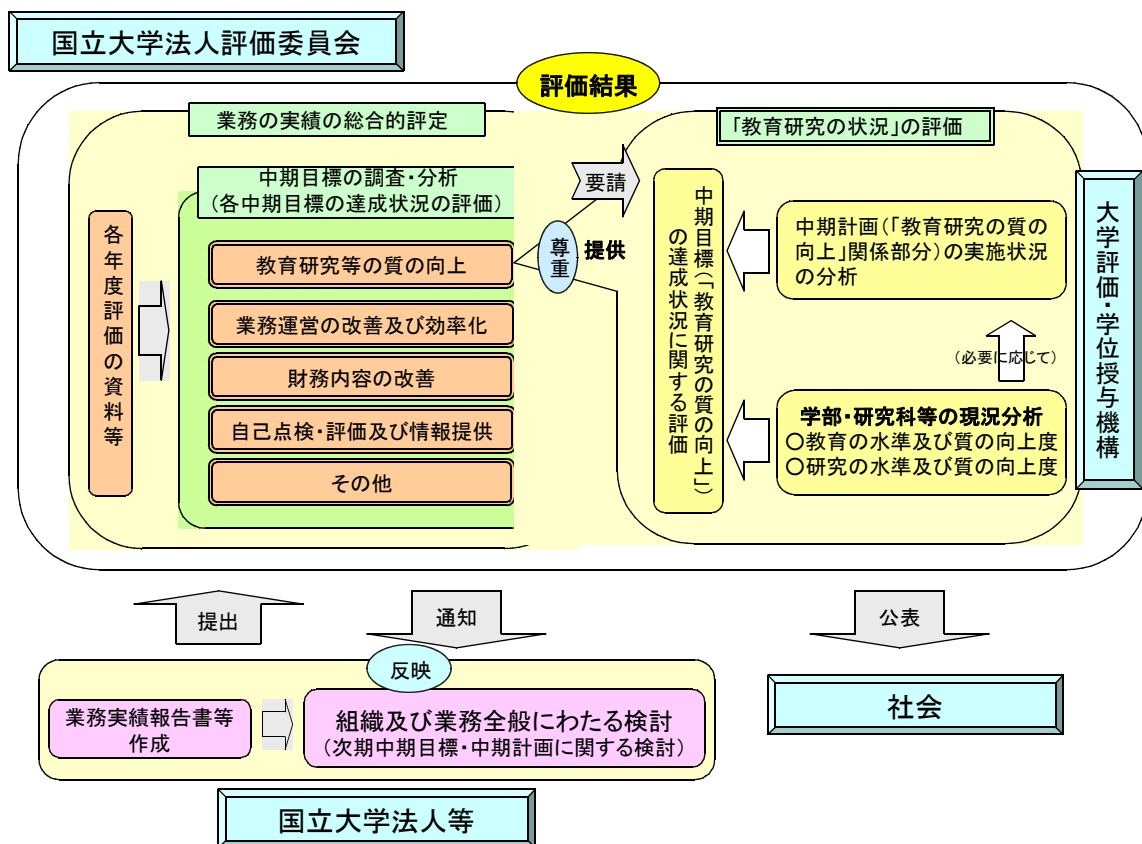 国立大学法人評価委員会
評価結果
業務の実績の総合的評定
「教育研究の状況」の評価
中期目標の調査・分析
(各中期目標の達成状況の評価)
各年度評価の資料等
教育研究等の質の向上
業務運営の改善及び効率化
財務内容の改善
自己点検・評価及び情報提供
その他
要請
尊重
提供
中期目標(「教育研究の質の向上」)
の達成状況に関する評価
中期計画(「教育研究の質の
向上」関係部分)の実施状況
の分析
(必要に応じて)
学部・研究科等の現況分析
○教育の水準及び質の向上度
○研究の水準及び質の向上度
大学評価・学位授与機構
提出
通知
公表
反映
業務実績報告書等
作成
組織及び業務全般にわたる検討
(次期中期目標・中期計画に関する検討)
社会
国立大学法人等